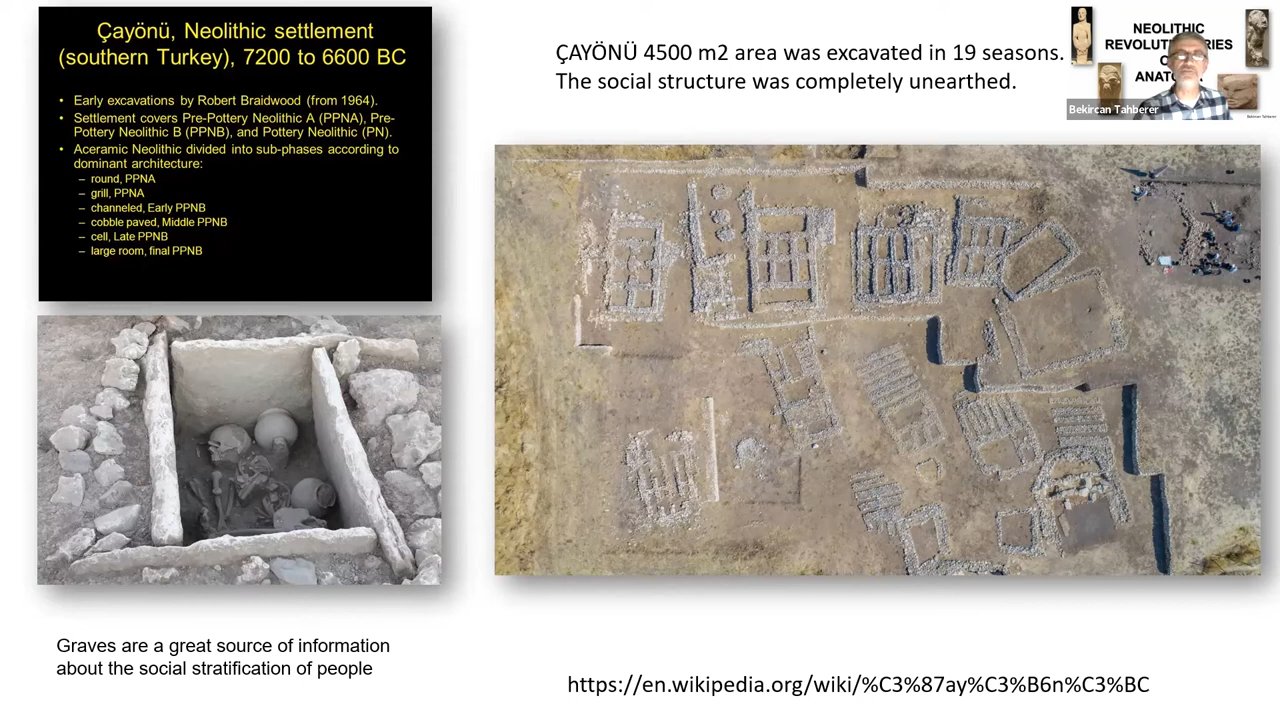 Çayönü, Neolithic settlement
(southern Turkey), 7200 to 6600 BC
• Early excavations by Robert Braidwood (from 1964).
• Settlement covers Pre-Pottery Neolithic A (PPNA), Pre-
Pottery Neolithic B (PPNB), and Pottery Neolithic (PN).
• Aceramic Neolithic divided into sub-phases according to
dominant architecture:
– round, PPNA
– grill, PPNA
– channeled, Early PPNB
– cobble paved, Middle PPNB
– cell, Late PPNB
– large room, final PPNB
ÇAYÖNÜ 4500 m2 area was excavated in 19 seasons.
The social structure was completely unearthed.
NEOLITHIC
Bekircan Tahberer
Bekircan Tahberer
Graves are a great source of information
about the social stratification of people
https://en.wikipedia.org/wiki/%C3%87ay%C3%B6n%C3%BC